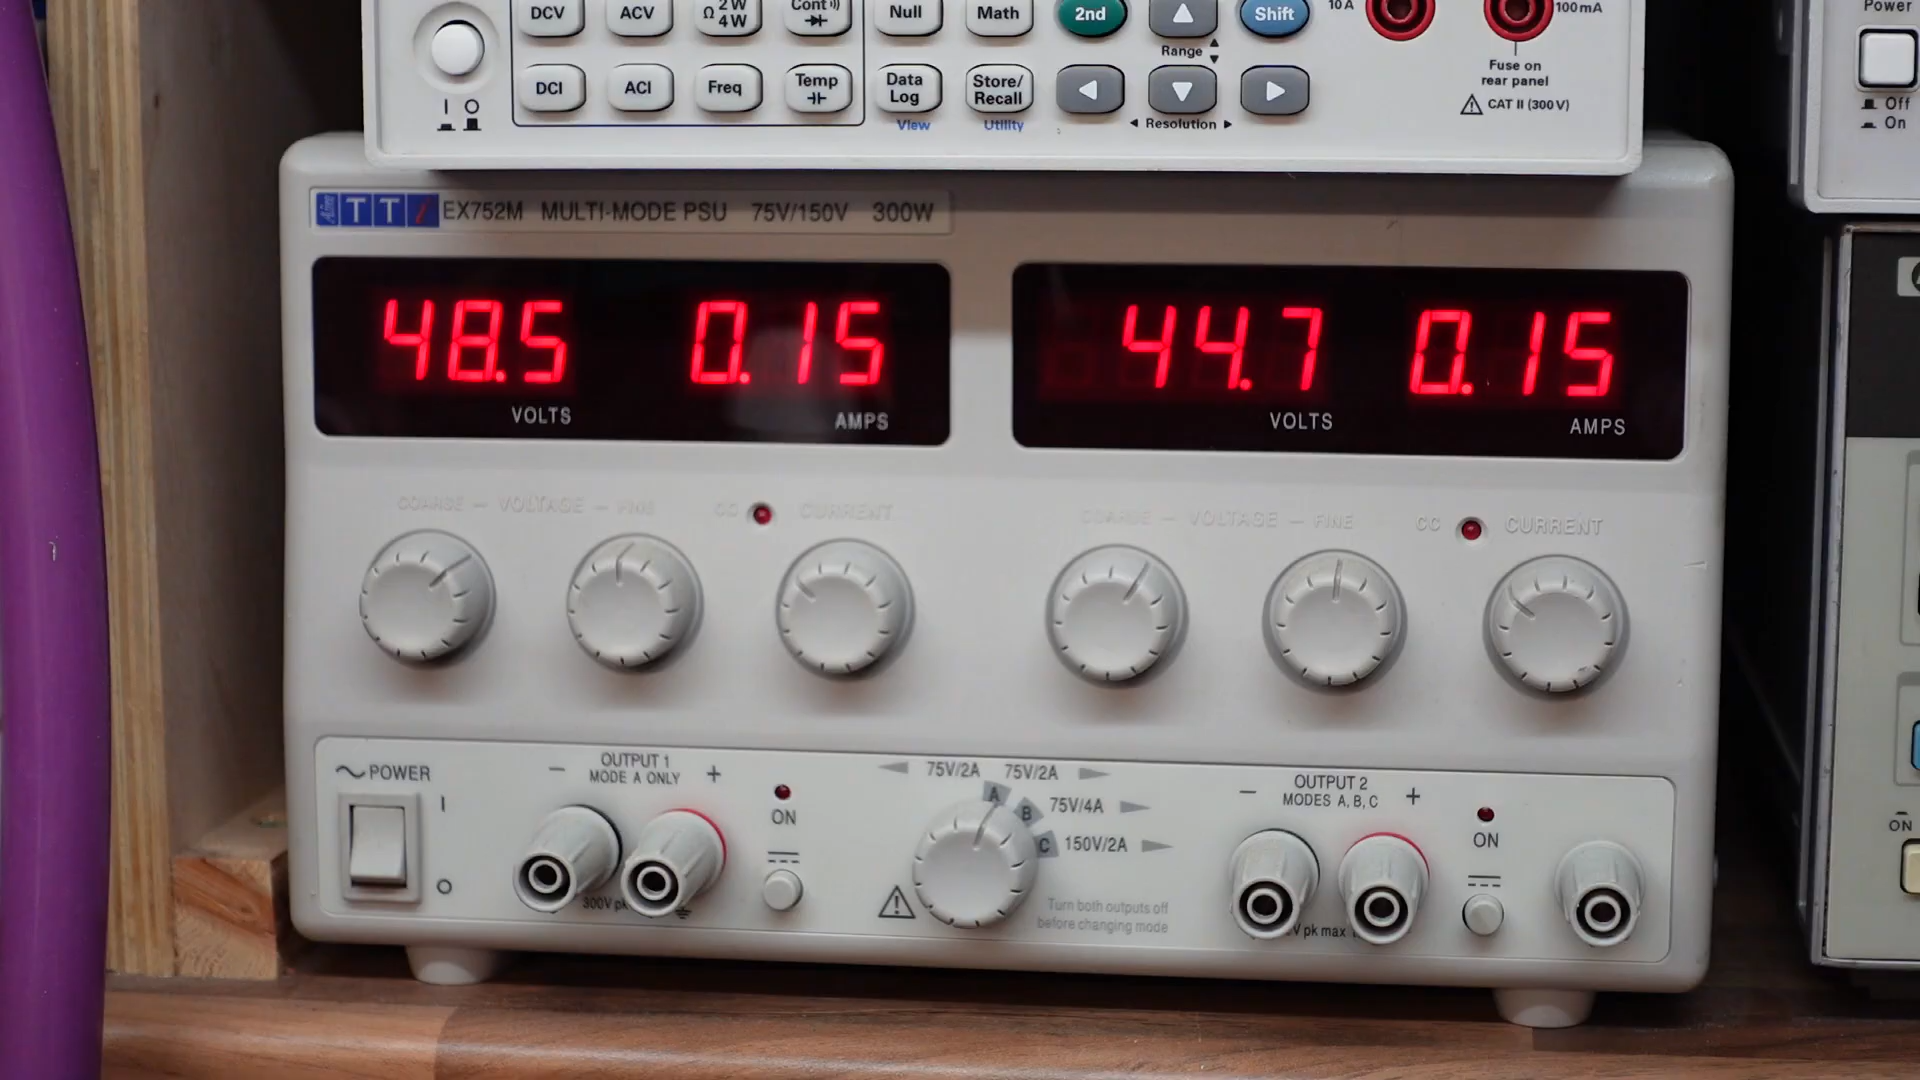 DCV ACV Ω 2W 4W Cont Null Math 2nd Shift 10 A 100 mA Power
Range
Fuse on
rear panel
DCI ACI Freq Temp Data Log Store/ Recall
CAT II (300 V)
Off
On
I O
View Utility Resolution
TTi EX752M MULTI-MODE PSU 75V/150V 300W
48.5 0.15 44.7 0.15
VOLTS AMPS VOLTS AMPS
COARSE – VOLTAGE – FINE CC CURRENT
COARSE – VOLTAGE – FINE CC CURRENT
POWER
I
O
– OUTPUT 1 +
MODE A ONLY
ON
300V pk
75V/2A 75V/2A
A
B 75V/4A
C 150V/2A
Turn both outputs off
before changing mode
– OUTPUT 2 +
MODES A, B, C
ON
V pk max
ON